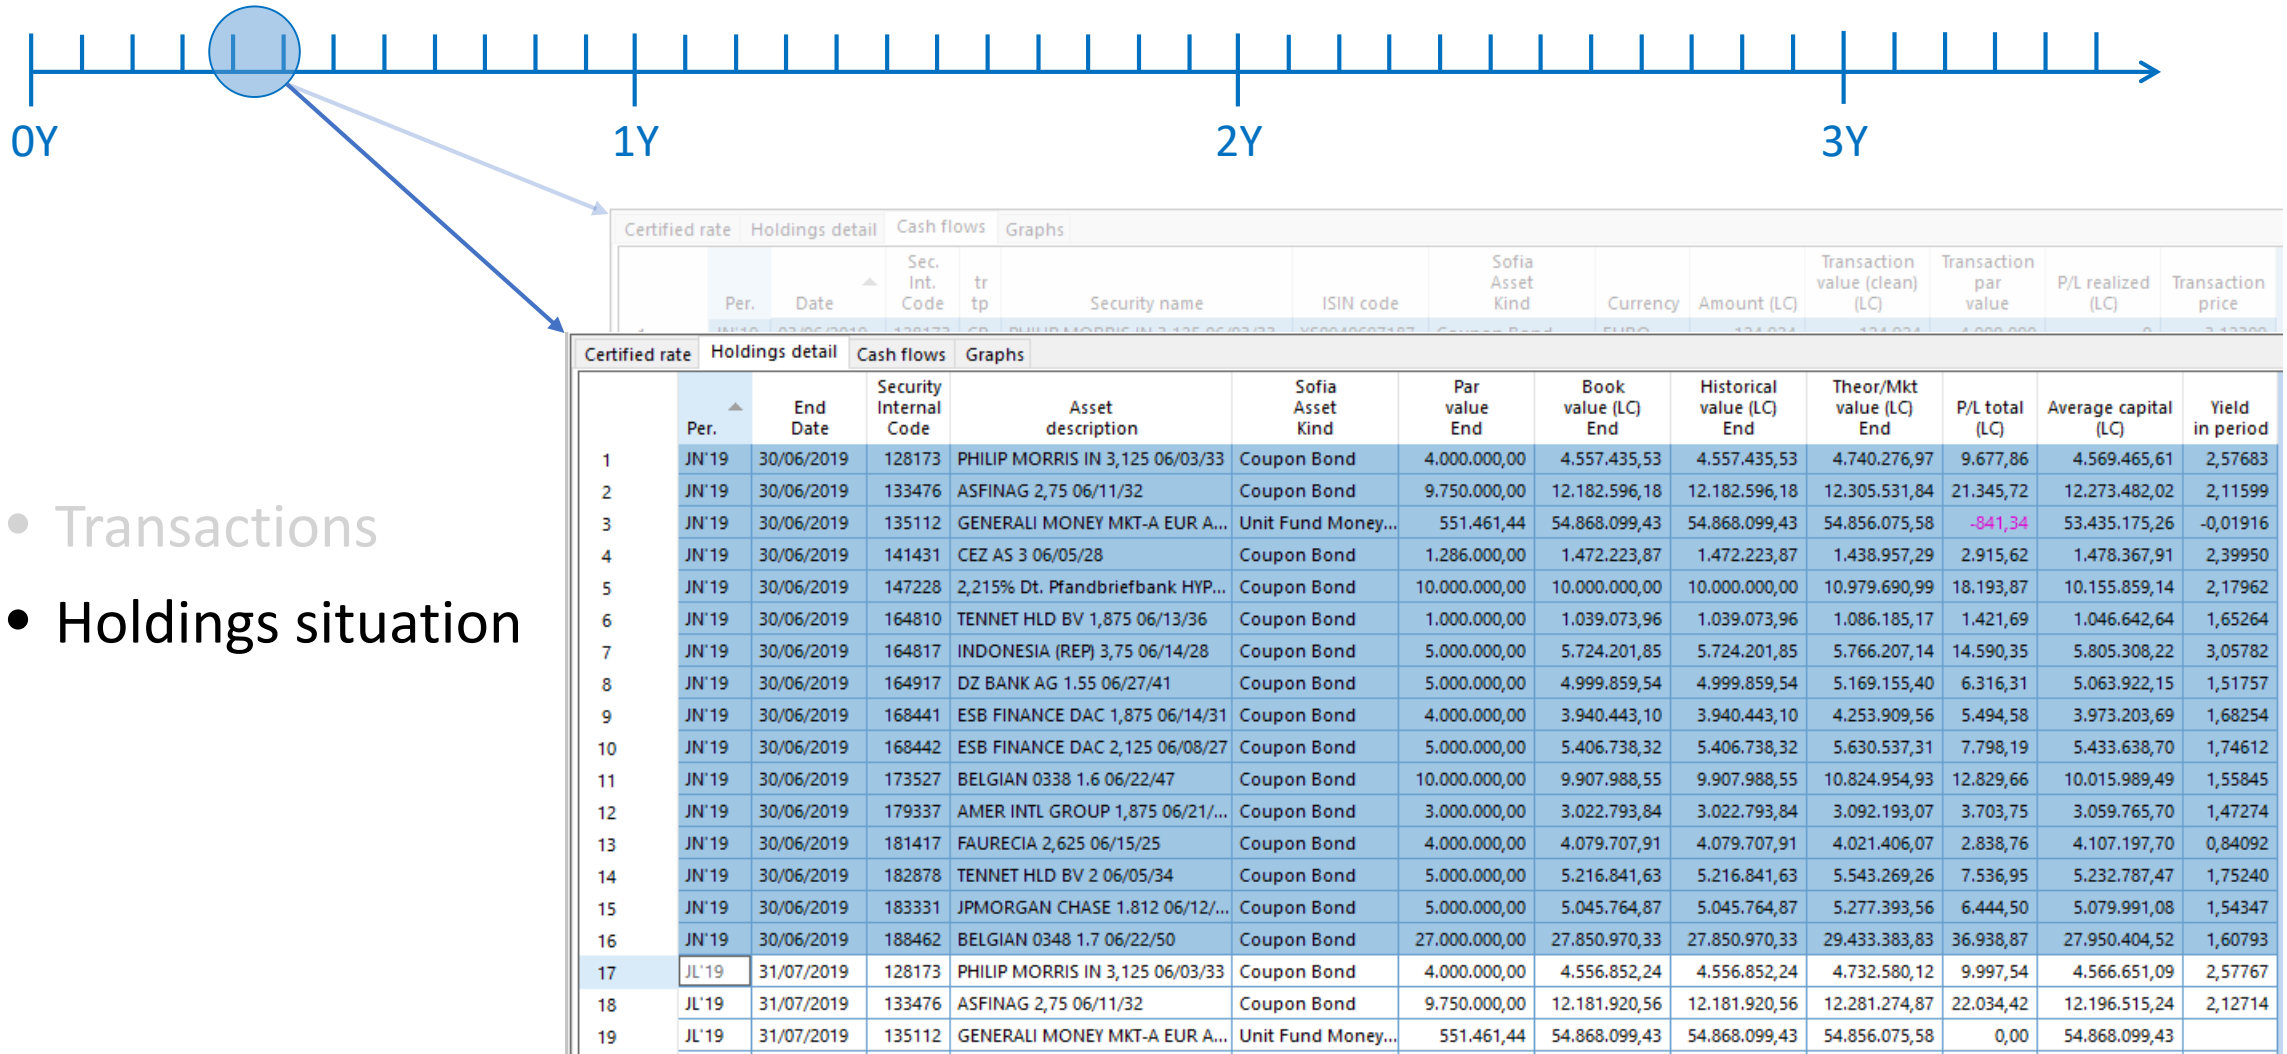 0Y 1Y 2Y 3Y
Certified rate Holdings detail Cash flows Graphs
Per. Date Sec. Int. Code tr tp Security name ISIN code Sofia Asset Kind Currency Amount (LC) Transaction value (clean) (LC) Transaction par value P/L realized (LC) Transaction price
• Transactions
• Holdings situation
Certified rate Holdings detail Cash flows Graphs
Per. End Date Security Internal Code Asset description Sofia Asset Kind Par value End Book value (LC) End Historical value (LC) End Theor/Mkt value (LC) End P/L total (LC) Average capital (LC) Yield in period
1 JN'19 30/06/2019 128173 PHILIP MORRIS IN 3,125 06/03/33 Coupon Bond 4.000.000,00 4.557.435,53 4.557.435,53 4.740.276,97 9.677,86 4.569.465,61 2,57683
2 JN'19 30/06/2019 133476 ASFINAG 2,75 06/11/32 Coupon Bond 9.750.000,00 12.182.596,18 12.182.596,18 12.305.531,84 21.345,72 12.273.482,02 2,11599
3 JN'19 30/06/2019 135112 GENERALI MONEY MKT-A EUR A... Unit Fund Money... 551.461,44 54.868.099,43 54.868.099,43 54.856.075,58 -841,34 53.435.175,26 -0,01916
4 JN'19 30/06/2019 141431 CEZ AS 3 06/05/28 Coupon Bond 1.286.000,00 1.472.223,87 1.472.223,87 1.438.957,29 2.915,62 1.478.367,91 2,39950
5 JN'19 30/06/2019 147228 2,215% Dt. Pfandbriefbank HYP... Coupon Bond 10.000.000,00 10.000.000,00 10.000.000,00 10.979.690,99 18.193,87 10.155.859,14 2,17962
6 JN'19 30/06/2019 164810 TENNET HLD BV 1,875 06/13/36 Coupon Bond 1.000.000,00 1.039.073,96 1.039.073,96 1.086.185,17 1.421,69 1.046.642,64 1,65264
7 JN'19 30/06/2019 164817 INDONESIA (REP) 3,75 06/14/28 Coupon Bond 5.000.000,00 5.724.201,85 5.724.201,85 5.766.207,14 14.590,35 5.805.308,22 3,05782
8 JN'19 30/06/2019 164917 DZ BANK AG 1.55 06/27/41 Coupon Bond 5.000.000,00 4.999.859,54 4.999.859,54 5.169.155,40 6.316,31 5.063.922,15 1,51757
9 JN'19 30/06/2019 168441 ESB FINANCE DAC 1,875 06/14/31 Coupon Bond 4.000.000,00 3.940.443,10 3.940.443,10 4.253.909,56 5.494,58 3.973.203,69 1,68254
10 JN'19 30/06/2019 168442 ESB FINANCE DAC 2,125 06/08/27 Coupon Bond 5.000.000,00 5.406.738,32 5.406.738,32 5.630.537,31 7.798,19 5.433.638,70 1,74612
11 JN'19 30/06/2019 173527 BELGIAN 0338 1.6 06/22/47 Coupon Bond 10.000.000,00 9.907.988,55 9.907.988,55 10.824.954,93 12.829,66 10.015.989,49 1,55845
12 JN'19 30/06/2019 179337 AMER INTL GROUP 1,875 06/21/... Coupon Bond 3.000.000,00 3.022.793,84 3.022.793,84 3.092.193,07 3.703,75 3.059.765,70 1,47274
13 JN'19 30/06/2019 181417 FAURECIA 2,625 06/15/25 Coupon Bond 4.000.000,00 4.079.707,91 4.079.707,91 4.021.406,07 2.838,76 4.107.197,70 0,84092
14 JN'19 30/06/2019 182878 TENNET HLD BV 2 06/05/34 Coupon Bond 5.000.000,00 5.216.841,63 5.216.841,63 5.543.269,26 7.536,95 5.232.787,47 1,75240
15 JN'19 30/06/2019 183331 JPMORGAN CHASE 1.812 06/12/... Coupon Bond 5.000.000,00 5.045.764,87 5.045.764,87 5.277.393,56 6.444,50 5.079.991,08 1,54347
16 JN'19 30/06/2019 188462 BELGIAN 0348 1.7 06/22/50 Coupon Bond 27.000.000,00 27.850.970,33 27.850.970,33 29.433.383,83 36.938,87 27.950.404,52 1,60793
17 JL'19 31/07/2019 128173 PHILIP MORRIS IN 3,125 06/03/33 Coupon Bond 4.000.000,00 4.556.852,24 4.556.852,24 4.732.580,12 9.997,54 4.566.651,09 2,57767
18 JL'19 31/07/2019 133476 ASFINAG 2,75 06/11/32 Coupon Bond 9.750.000,00 12.181.920,56 12.181.920,56 12.281.274,87 22.034,42 12.196.515,24 2,12714
19 JL'19 31/07/2019 135112 GENERALI MONEY MKT-A EUR A... Unit Fund Money... 551.461,44 54.868.099,43 54.868.099,43 54.856.075,58 0,00 54.868.099,43